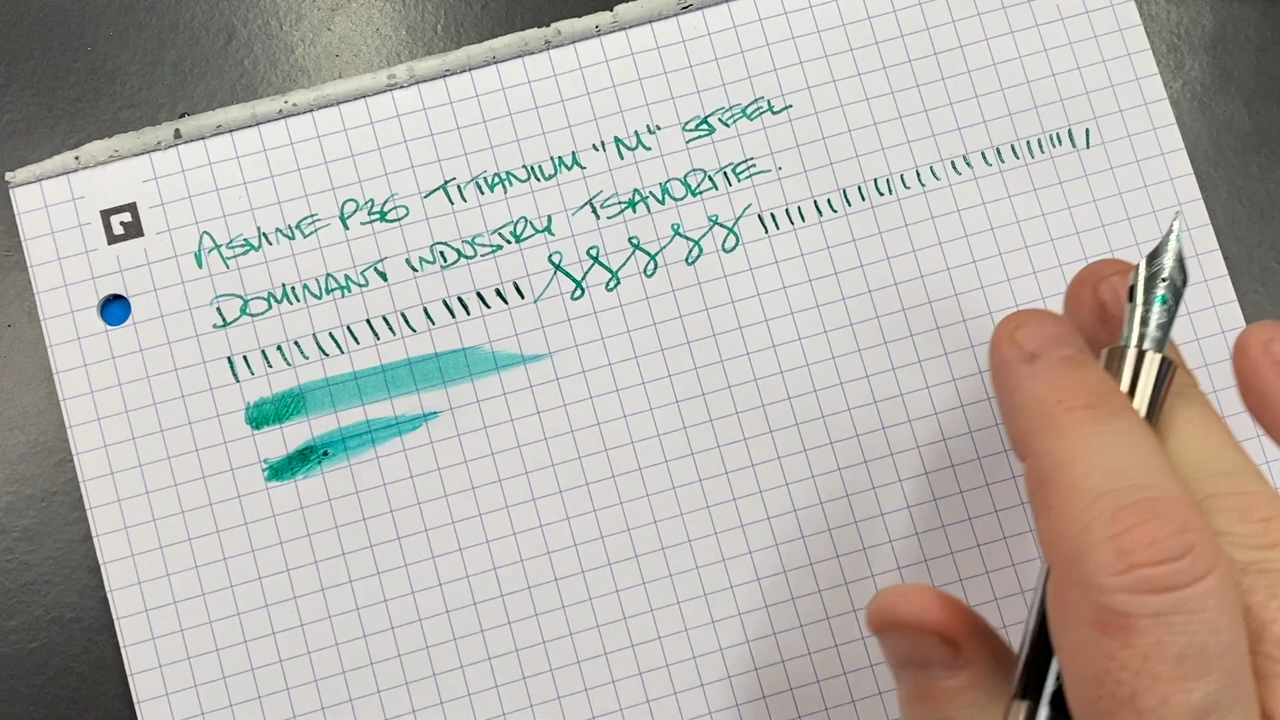 ASVINE P36 TITANIUM "M" STEEL
DOMINANT INDUSTRY TSAVORITE.